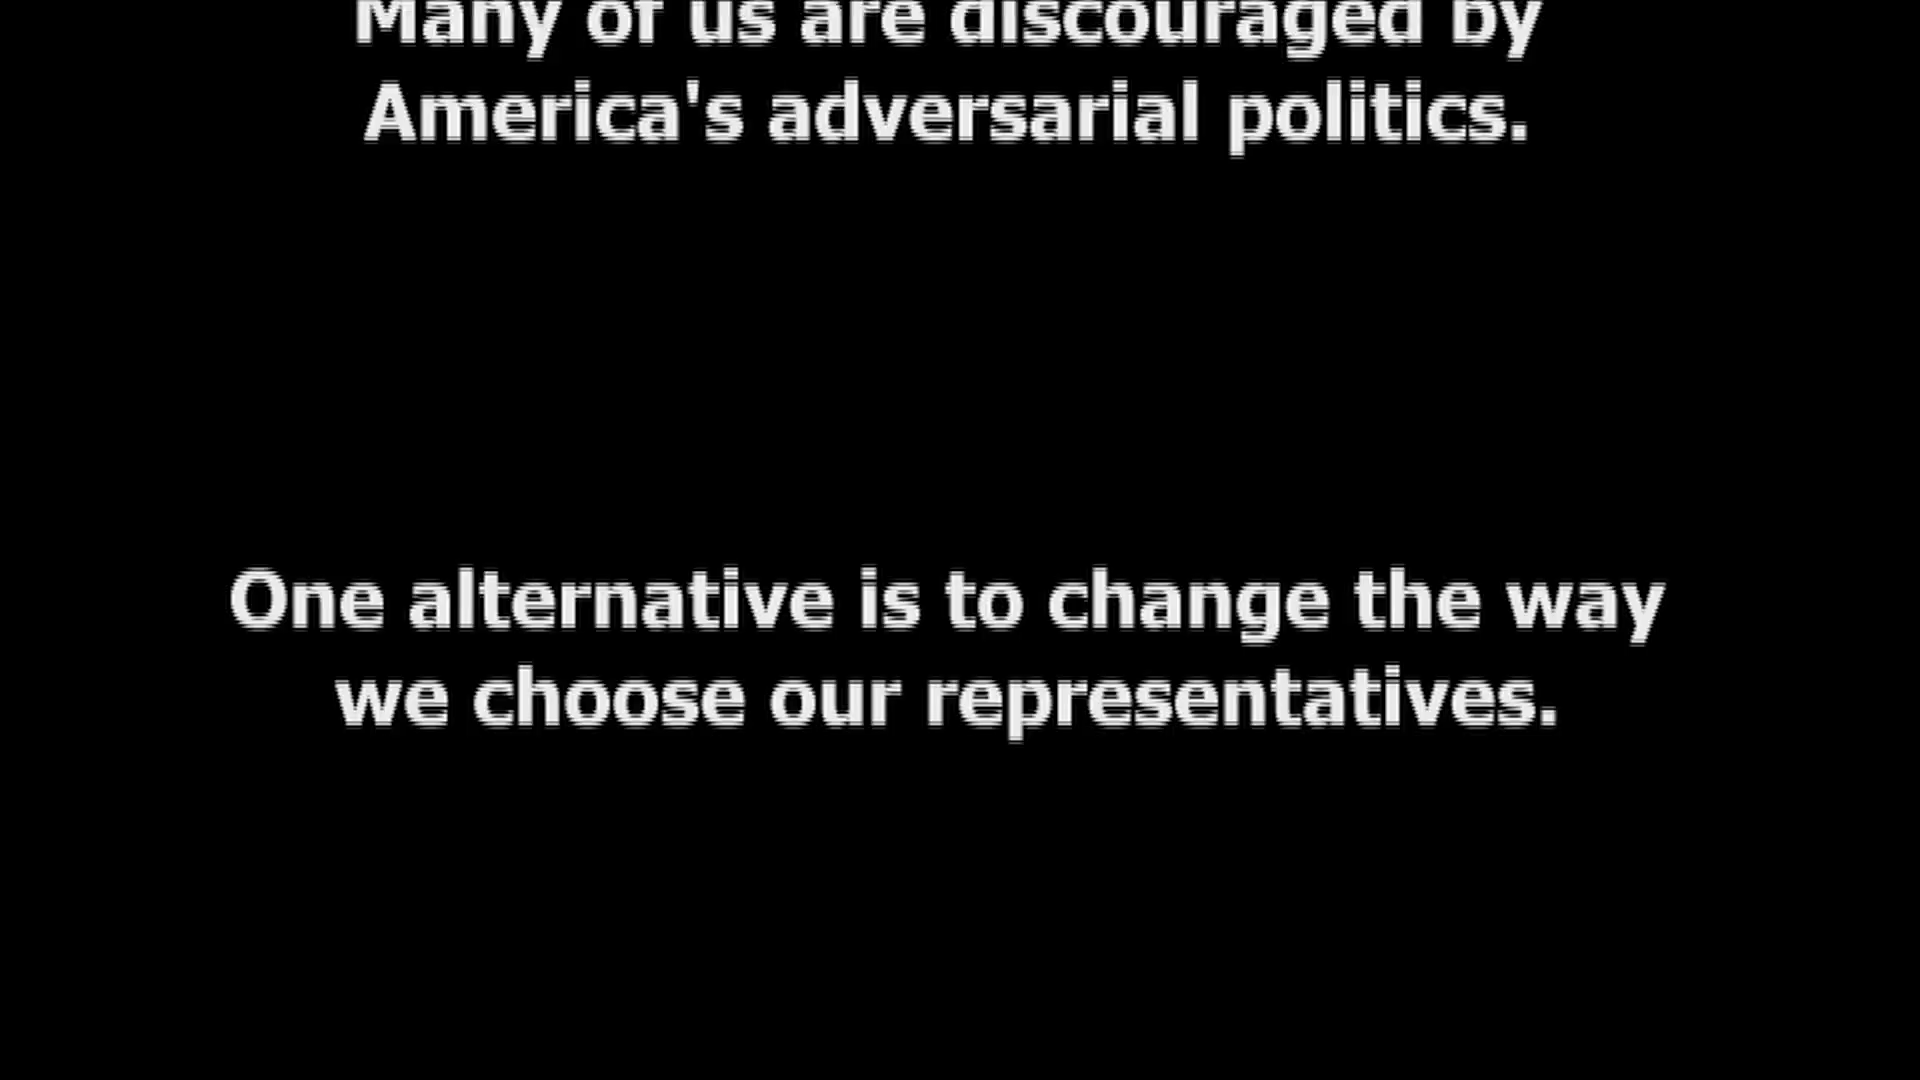 Many of us are discouraged by
America's adversarial politics.
One alternative is to change the way
we choose our representatives.